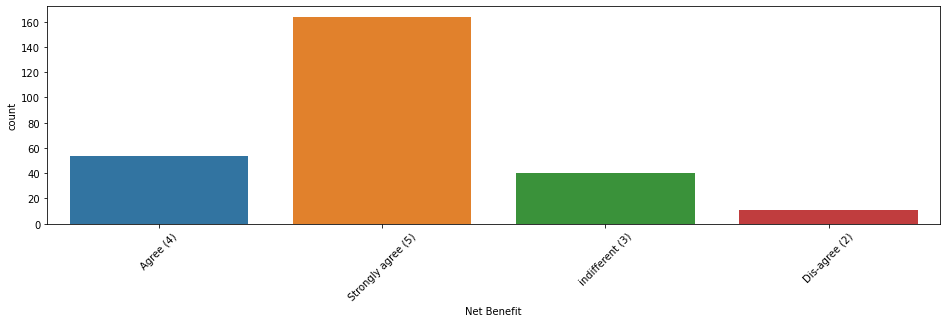 160
140
120
100
80
60
40
20
0
count
Agree (4)
Strongly agree (5)
indifferent (3)
Dis-agree (2)
Net Benefit